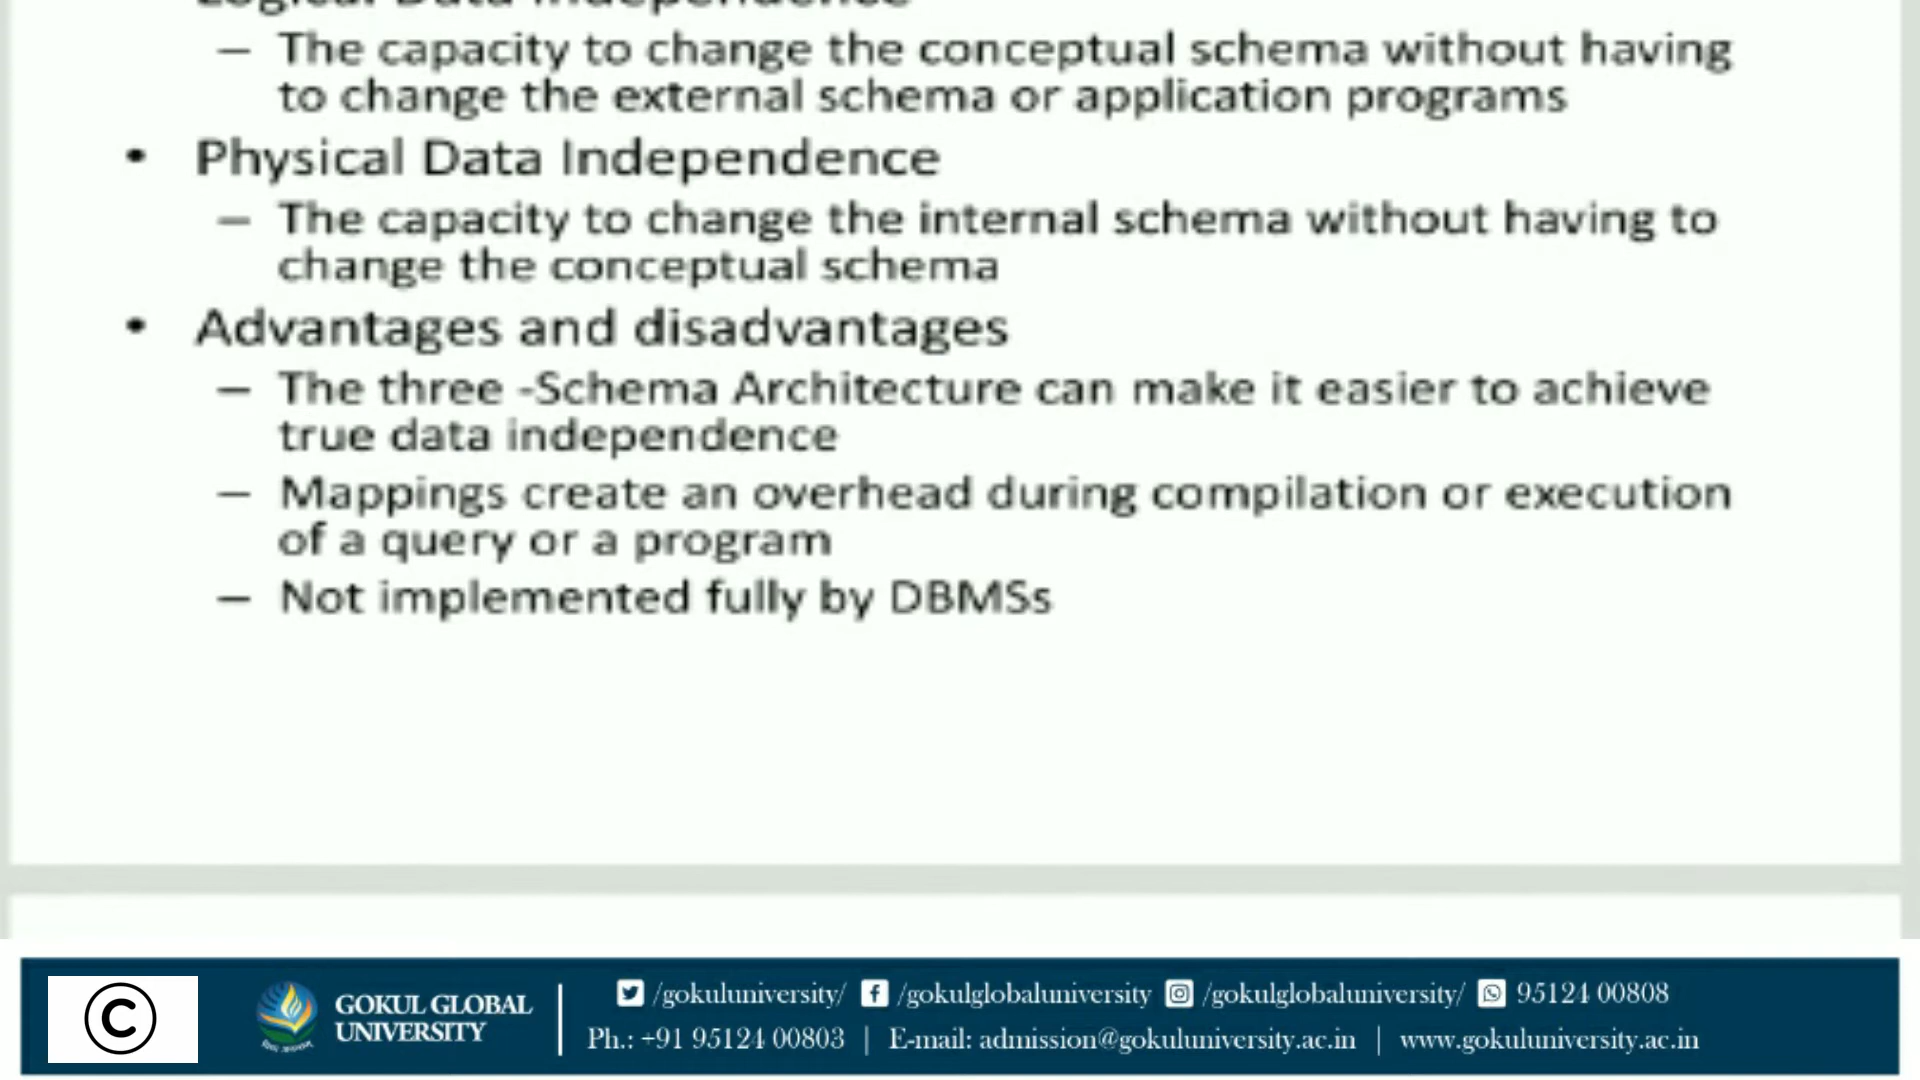 Logical Data Independence
– The capacity to change the conceptual schema without having
to change the external schema or application programs
• Physical Data Independence
– The capacity to change the internal schema without having to
change the conceptual schema
• Advantages and disadvantages
– The three -Schema Architecture can make it easier to achieve
true data independence
– Mappings create an overhead during compilation or execution
of a query or a program
– Not implemented fully by DBMSs
©
GOKUL GLOBAL
UNIVERSITY
/gokuluniversity/ /gokulglobaluniversity /gokulglobaluniversity/ 95124 00808
Ph.: +91 95124 00803 | E-mail: admission@gokuluniversity.ac.in | www.gokuluniversity.ac.in